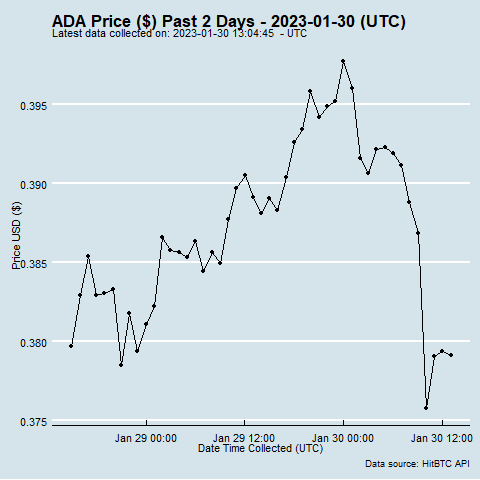 ADA Price ($) Past 2 Days - 2023-01-30 (UTC)
Latest data collected on: 2023-01-30 13:04:45 - UTC
0.395
0.390
0.385
0.380
0.375
Price USD ($)
Jan 29 00:00 Jan 29 12:00 Jan 30 00:00 Jan 30 12:00
Date Time Collected (UTC)
Data source: HitBTC API